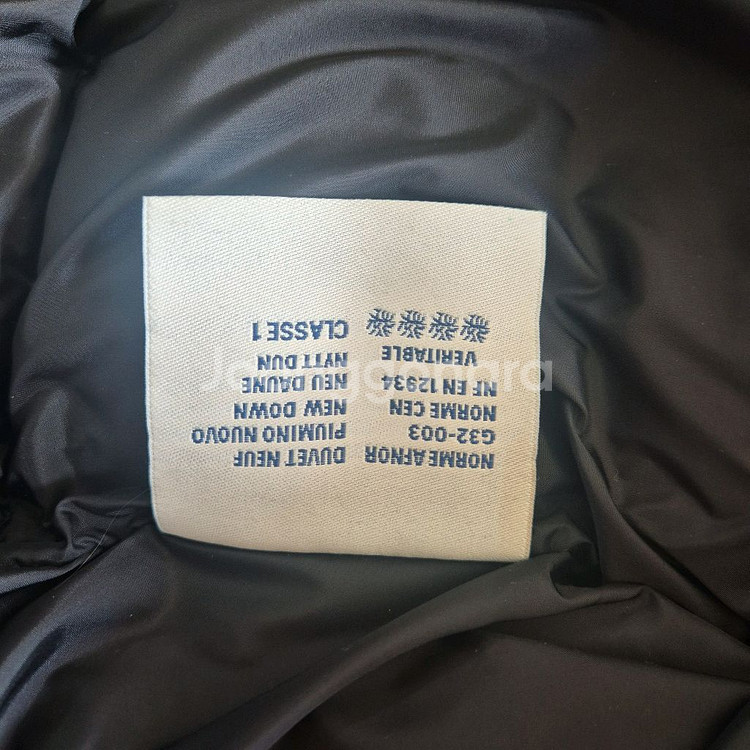 NORME AFNOR DUVET NEUF
G32-003 PIUMINO NUOVO
NORME CEN NEW DOWN
NF EN 12934 NEU DAUNE
VERITABLE NYTT DUN
CLASSE 1
Joonggonara